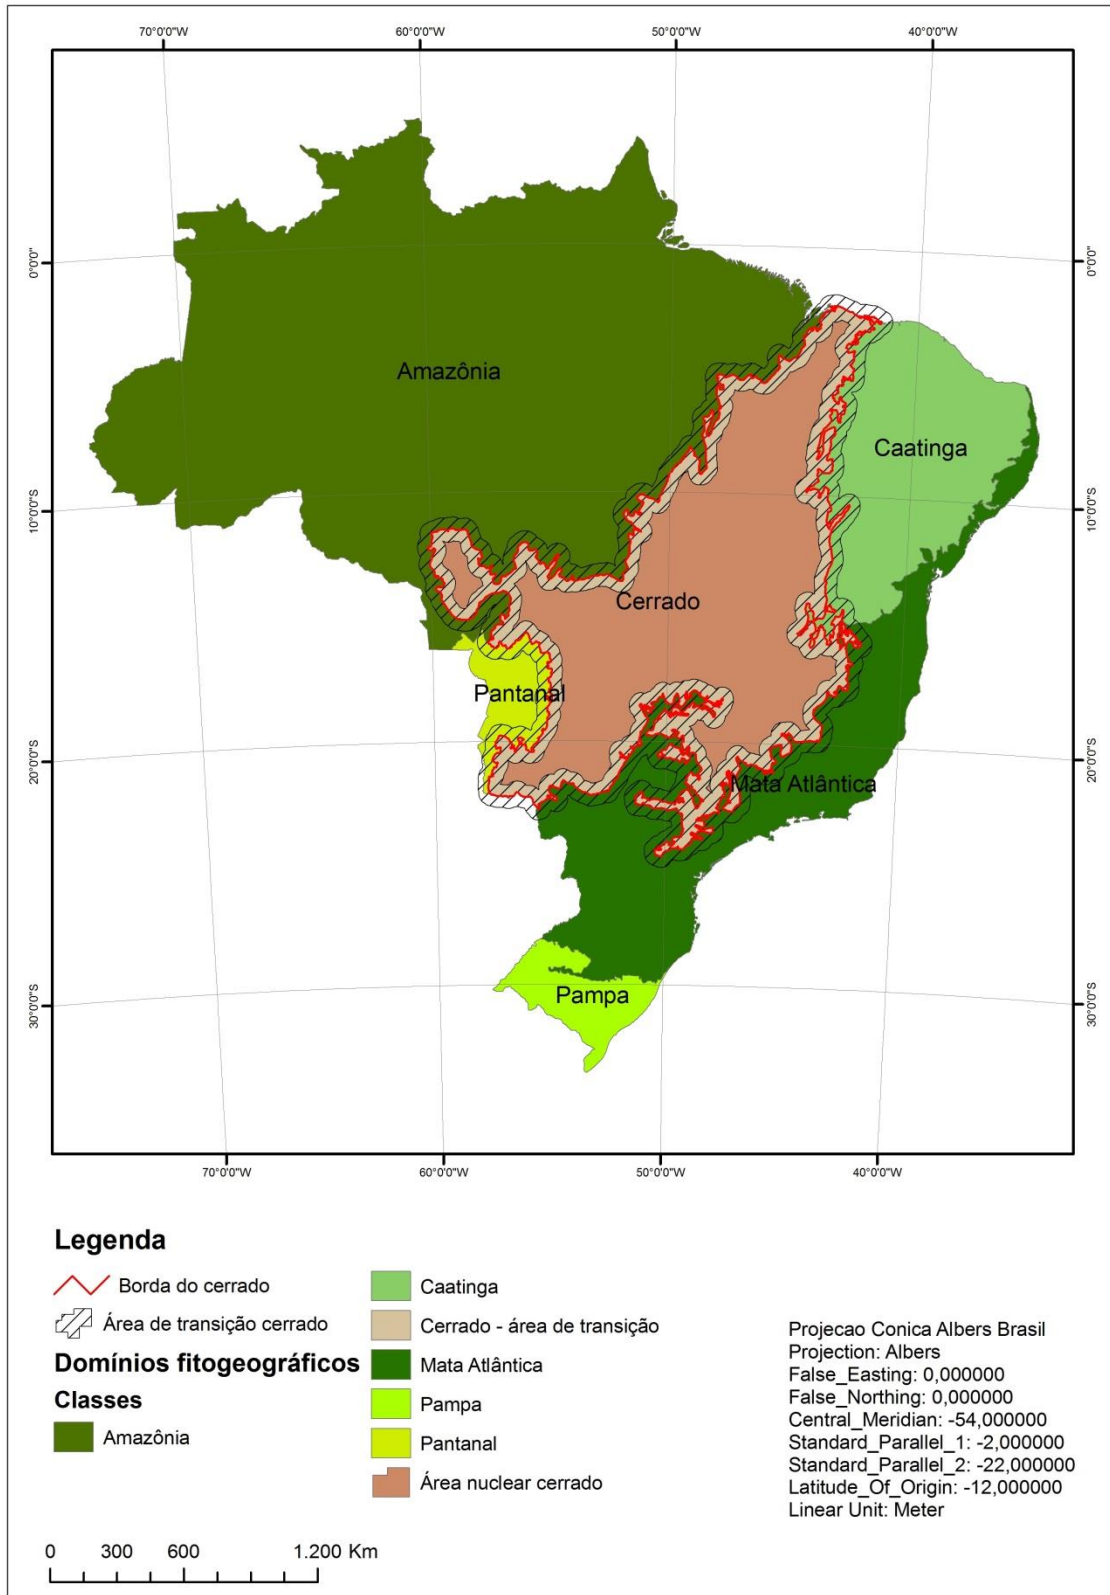 70°0'0"W 60°0'0"W 50°0'0"W 40°0'0"W
0°0'0" 0°0'0"
Amazônia
Caatinga
10°0'0"S 10°0'0"S
Cerrado
Pantanal
20°0'0"S 20°0'0"S
Mata Atlântica
Pampa
30°0'0"S 30°0'0"S
70°0'0"W 60°0'0"W 50°0'0"W 40°0'0"W
Legenda
Borda do cerrado
Área de transição cerrado
Domínios fitogeográficos
Classes
Amazônia
Caatinga
Cerrado - área de transição
Mata Atlântica
Pampa
Pantanal
Área nuclear cerrado
Projecao Conica Albers Brasil
Projection: Albers
False_Easting: 0,000000
False_Northing: 0,000000
Central_Meridian: -54,000000
Standard_Parallel_1: -2,000000
Standard_Parallel_2: -22,000000
Latitude_Of_Origin: -12,000000
Linear Unit: Meter
0 300 600 1.200 Km